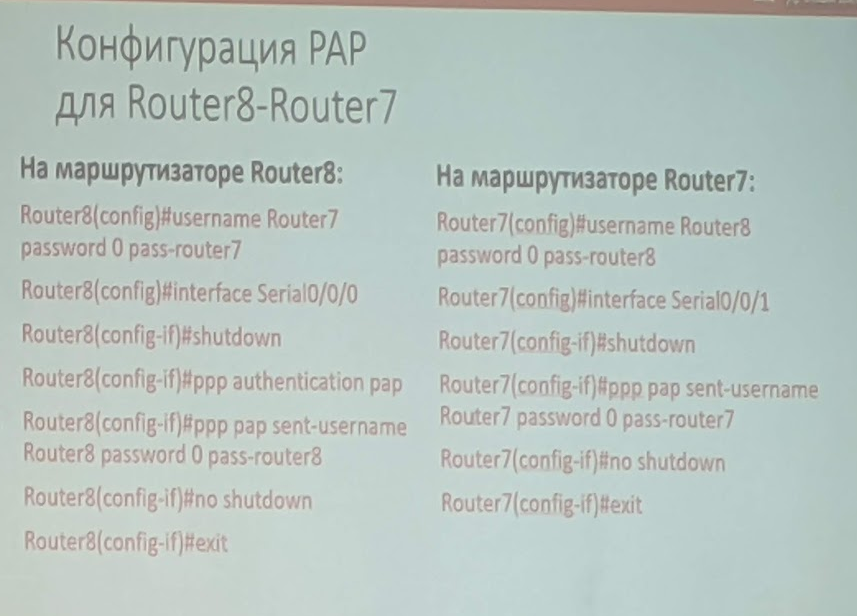 Конфигурация PAP
для Router8-Router7
На маршрутизаторе Router8:
Router8(config)#username Router7
password 0 pass-router7
Router8(config)#interface Serial0/0/0
Router8(config-if)#shutdown
Router8(config-if)#ppp authentication pap
Router8(config-if)#ppp pap sent-username
Router8 password 0 pass-router8
Router8(config-if)#no shutdown
Router8(config-if)#exit
На маршрутизаторе Router7:
Router7(config)#username Router8
password 0 pass-router8
Router7(config)#interface Serial0/0/1
Router7(config-if)#shutdown
Router7(config-if)#ppp pap sent-username
Router7 password 0 pass-router7
Router7(config-if)#no shutdown
Router7(config-if)#exit